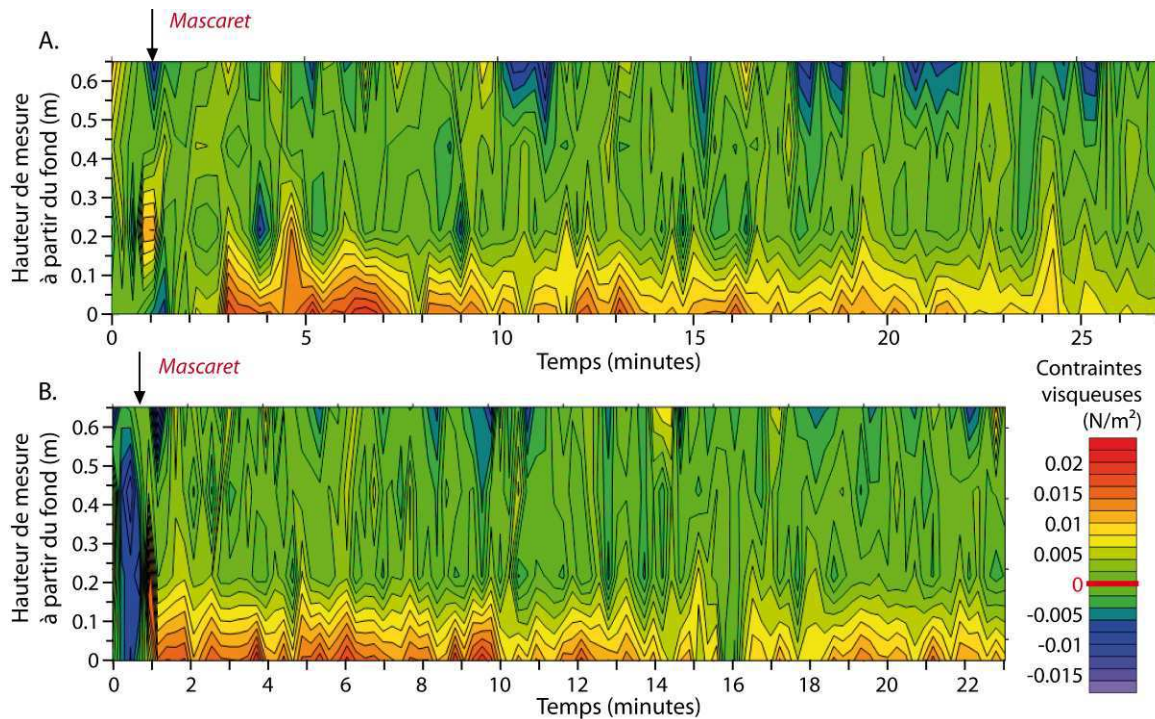 Mascaret
A.
Hauteur de mesure
à partir du fond (m)
0.6
0.5
0.4
0.3
0.2
0.1
0
0 5 10 15 20 25
Temps (minutes)
Mascaret
B.
Hauteur de mesure
à partir du fond (m)
0.6
0.5
0.4
0.3
0.2
0.1
0
0 2 4 6 8 10 12 14 16 18 20 22
Temps (minutes)
Contraintes
visqueuses
(N/m²)
0.02
0.015
0.01
0.005
0
-0.005
-0.01
-0.015